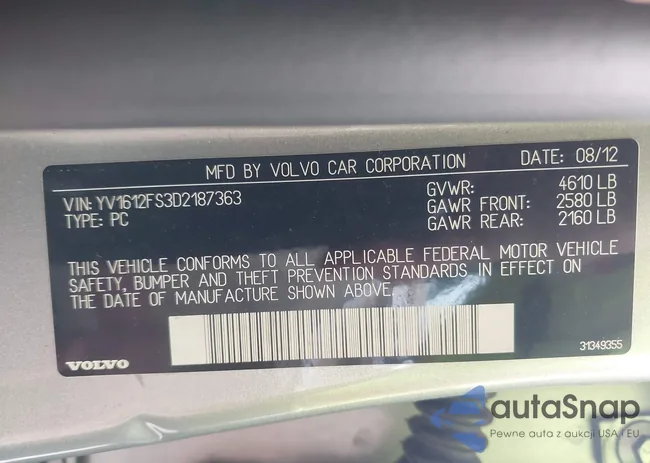 MFD BY VOLVO CAR CORPORATION DATE: 08/12
VIN: YV1612FS3D2187363 GVWR: 4610 LB
TYPE: PC GAWR FRONT: 2580 LB
GAWR REAR: 2160 LB
THIS VEHICLE CONFORMS TO ALL APPLICABLE FEDERAL MOTOR VEHICLE
SAFETY, BUMPER AND THEFT PREVENTION STANDARDS IN EFFECT ON
THE DATE OF MANUFACTURE SHOWN ABOVE.
VOLVO 31349355
autaSnap
Pewne auta z aukcji USA i EU